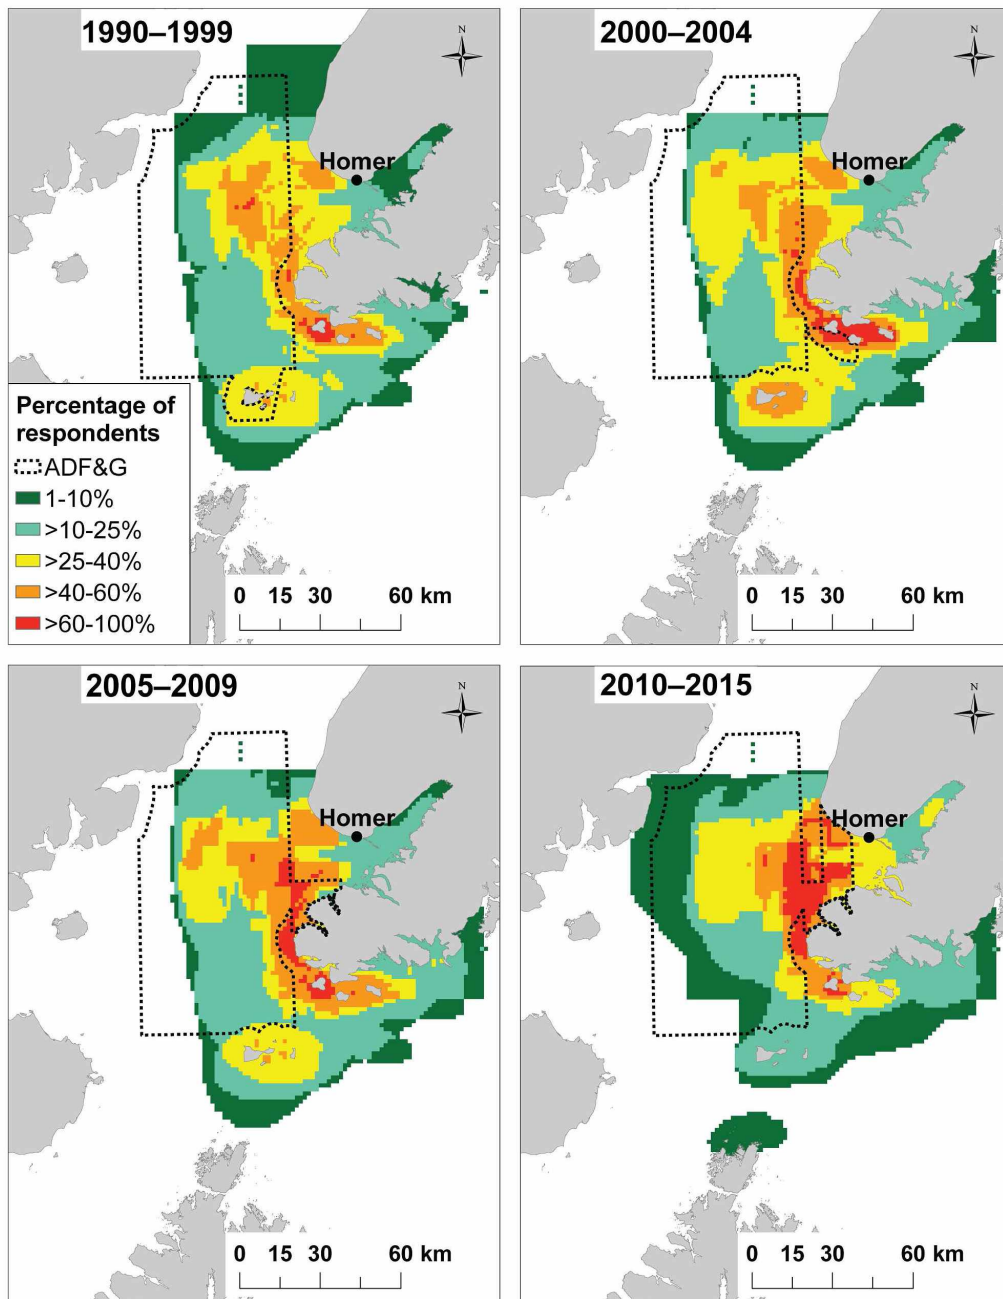 1990–1999
N
Homer
Percentage of
respondents
ADF&G
1-10%
>10-25%
>25-40%
>40-60%
>60-100%
0 15 30 60 km
2000–2004
N
Homer
0 15 30 60 km
2005–2009
N
Homer
0 15 30 60 km
2010–2015
N
Homer
0 15 30 60 km